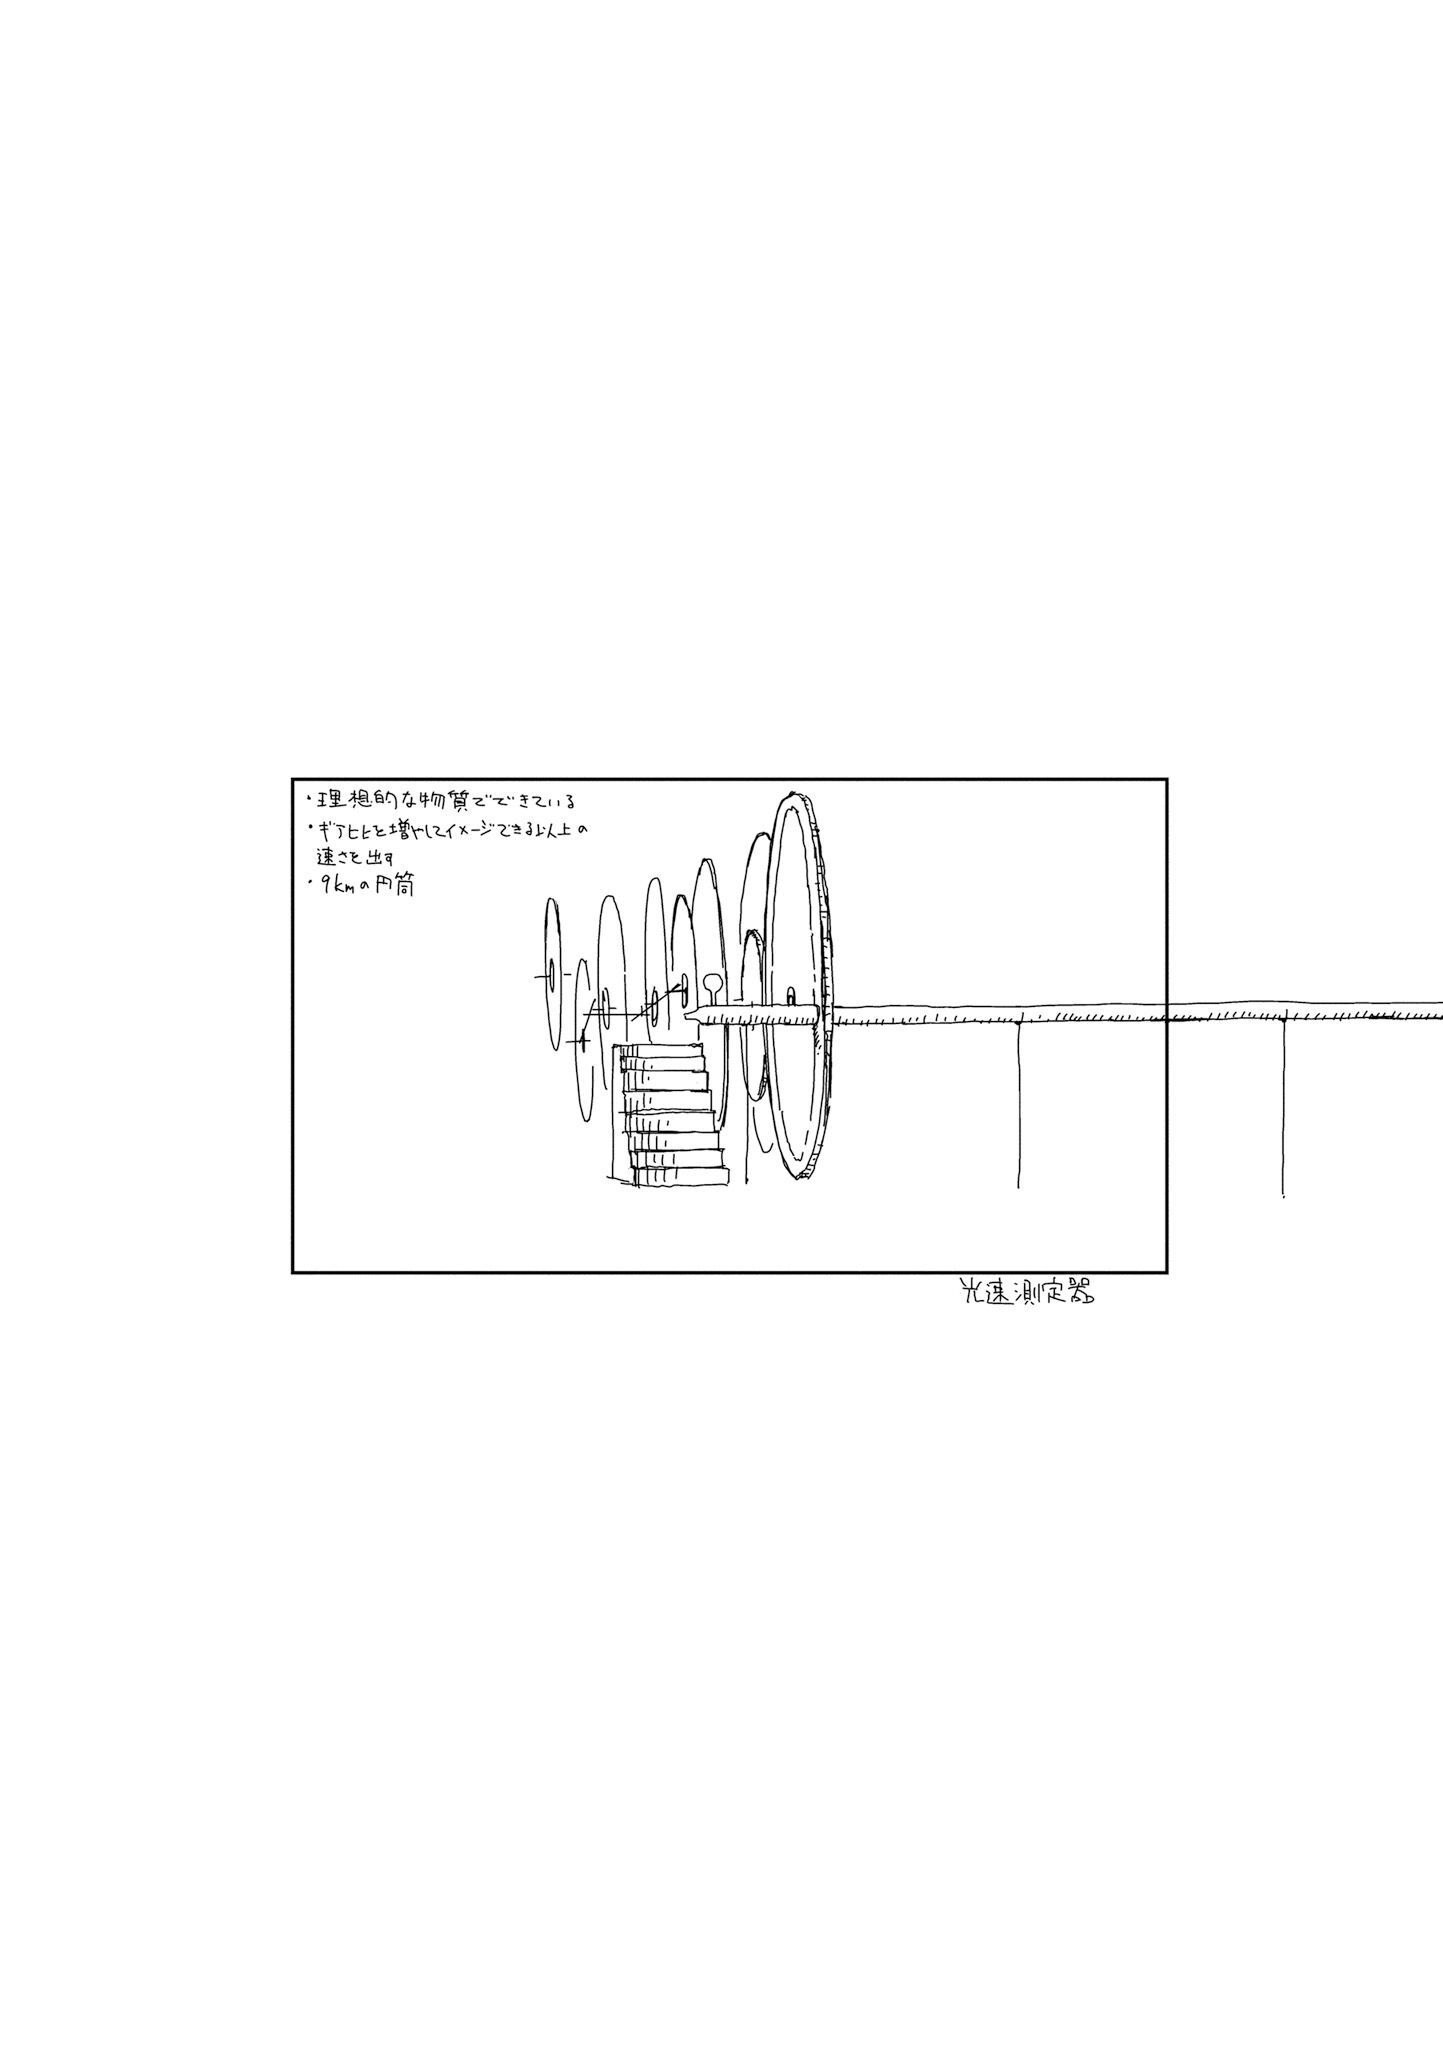 ・理想的な物質でできている
・ギア比を増やしてイメージできる以上の
速さを出す
・9kmの円筒
光速測定器